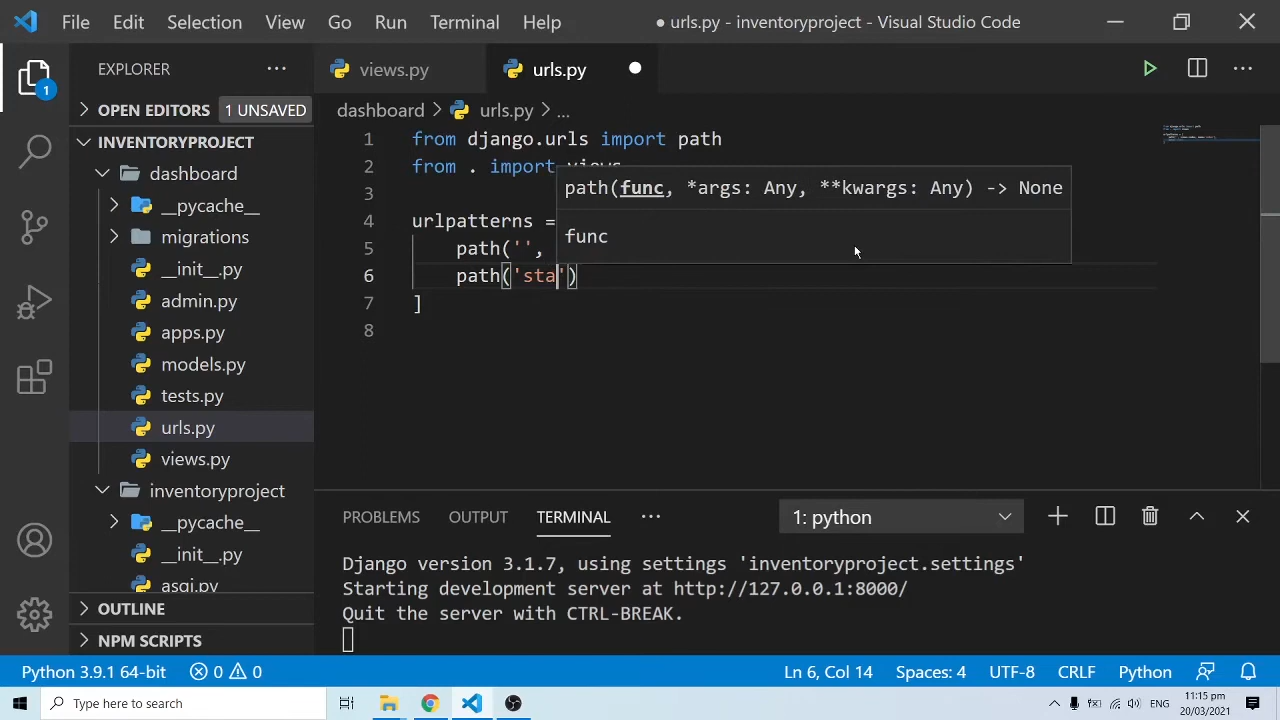 File Edit Selection View Go Run Terminal Help
● urls.py - inventoryproject - Visual Studio Code
EXPLORER
views.py
urls.py
1
OPEN EDITORS 1 UNSAVED
INVENTORYPROJECT
dashboard
__pycache__
migrations
__init__.py
admin.py
apps.py
models.py
tests.py
urls.py
views.py
inventoryproject
__pycache__
__init__.py
asgi.py
OUTLINE
NPM SCRIPTS
dashboard > urls.py > ...
1 from django.urls import path
2 from . import views
3
4 urlpatterns =
5 path('',
6 path('sta')
7 ]
8
path(func, *args: Any, **kwargs: Any) -> None
func
PROBLEMS OUTPUT TERMINAL ... 1: python
Django version 3.1.7, using settings 'inventoryproject.settings'
Starting development server at http://127.0.0.1:8000/
Quit the server with CTRL-BREAK.
Python 3.9.1 64-bit 0 0 Ln 6, Col 14 Spaces: 4 UTF-8 CRLF Python
Type here to search
ENG
11:15 pm
20/03/2021